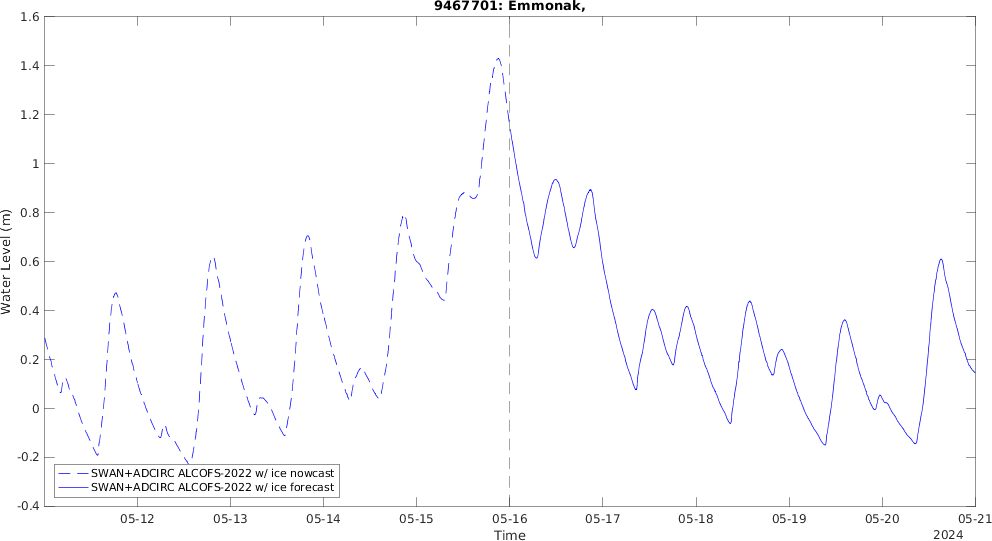 9467701: Emmonak,
1.6
1.4
1.2
1
0.8
0.6
0.4
0.2
0
-0.2
-0.4
Water Level (m)
SWAN+ADCIRC ALCOFS-2022 w/ ice nowcast
SWAN+ADCIRC ALCOFS-2022 w/ ice forecast
05-12 05-13 05-14 05-15 05-16 05-17 05-18 05-19 05-20 05-21
Time
2024